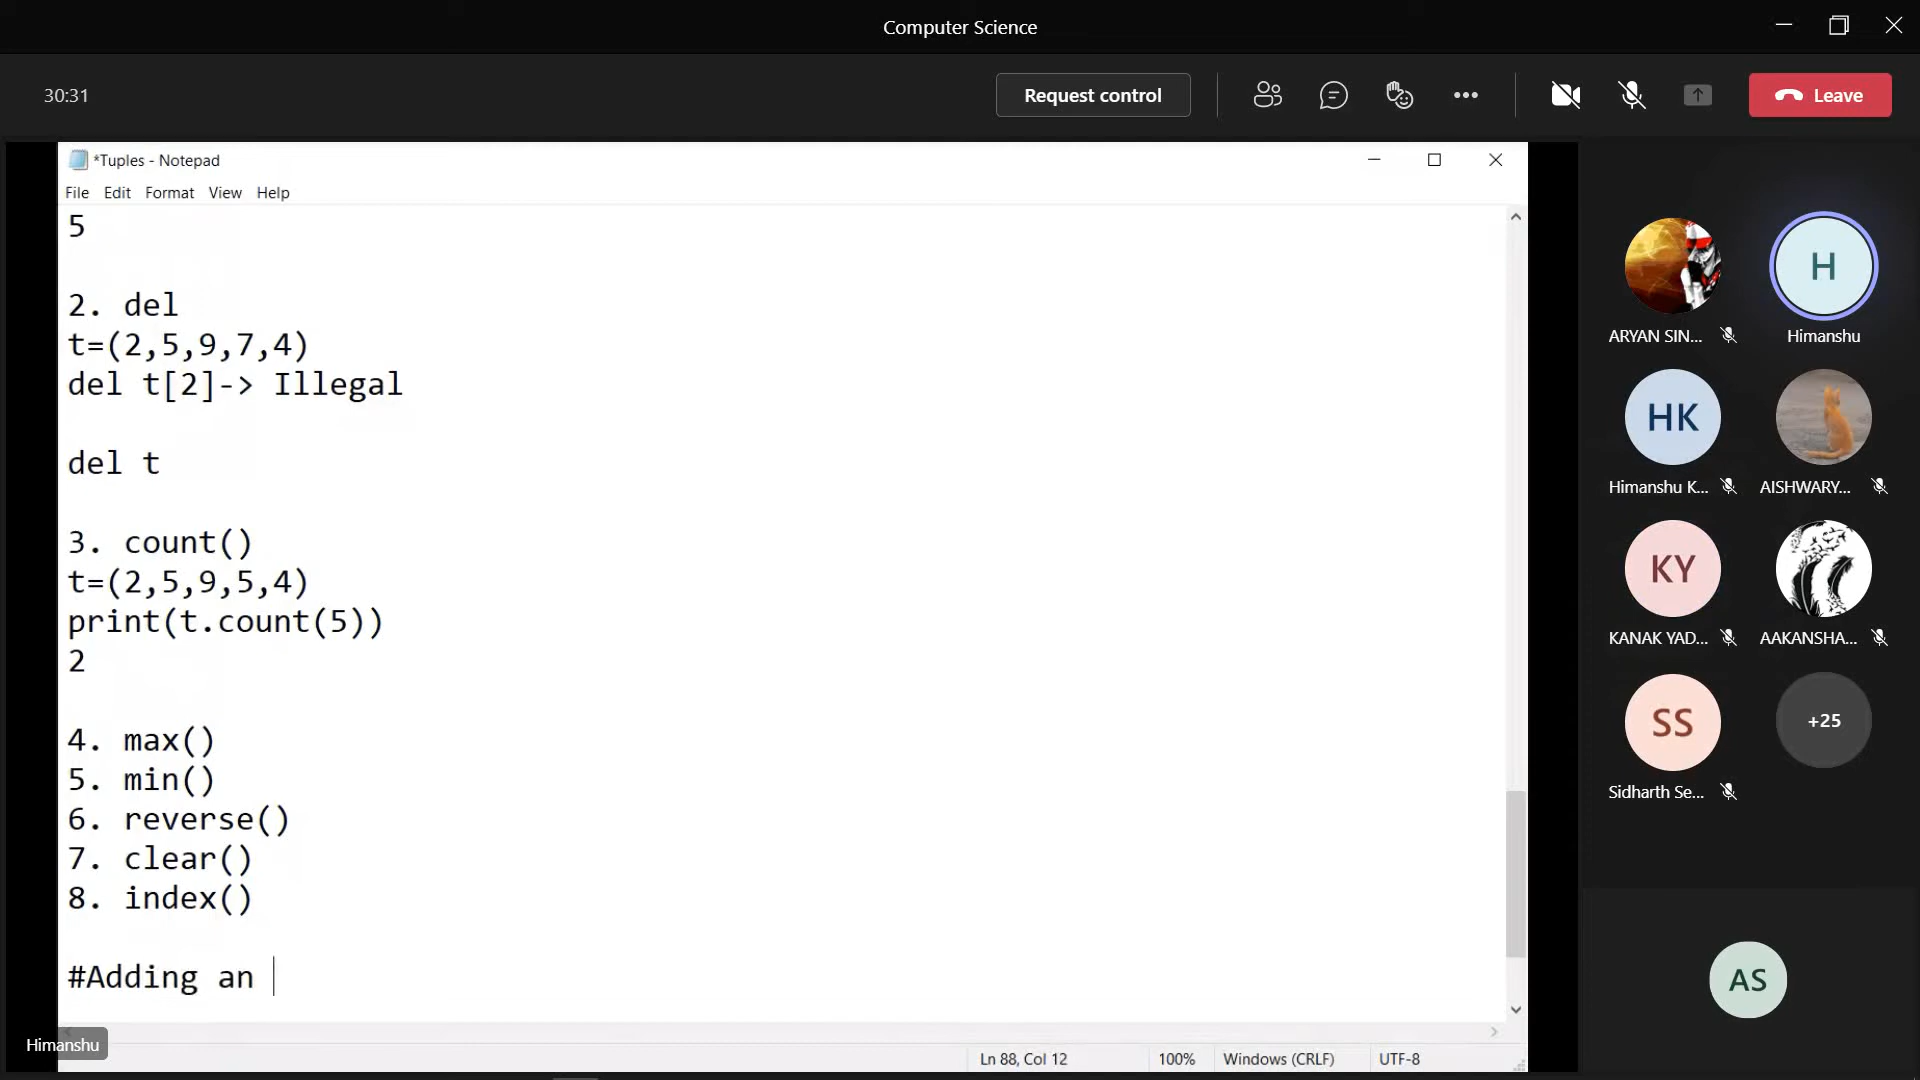 Computer Science
30:31
Request control
Leave
*Tuples - Notepad
File Edit Format View Help
5
2. del
t=(2,5,9,7,4)
del t[2]-> Illegal
del t
3. count()
t=(2,5,9,5,4)
print(t.count(5))
2
4. max()
5. min()
6. reverse()
7. clear()
8. index()
#Adding an
Himanshu
Ln 88, Col 12
100%
Windows (CRLF)
UTF-8
ARYAN SIN...
H
Himanshu
HK
Himanshu K...
AISHWARY...
KY
KANAK YAD...
AAKANSHA...
SS
Sidharth Se...
+25
AS